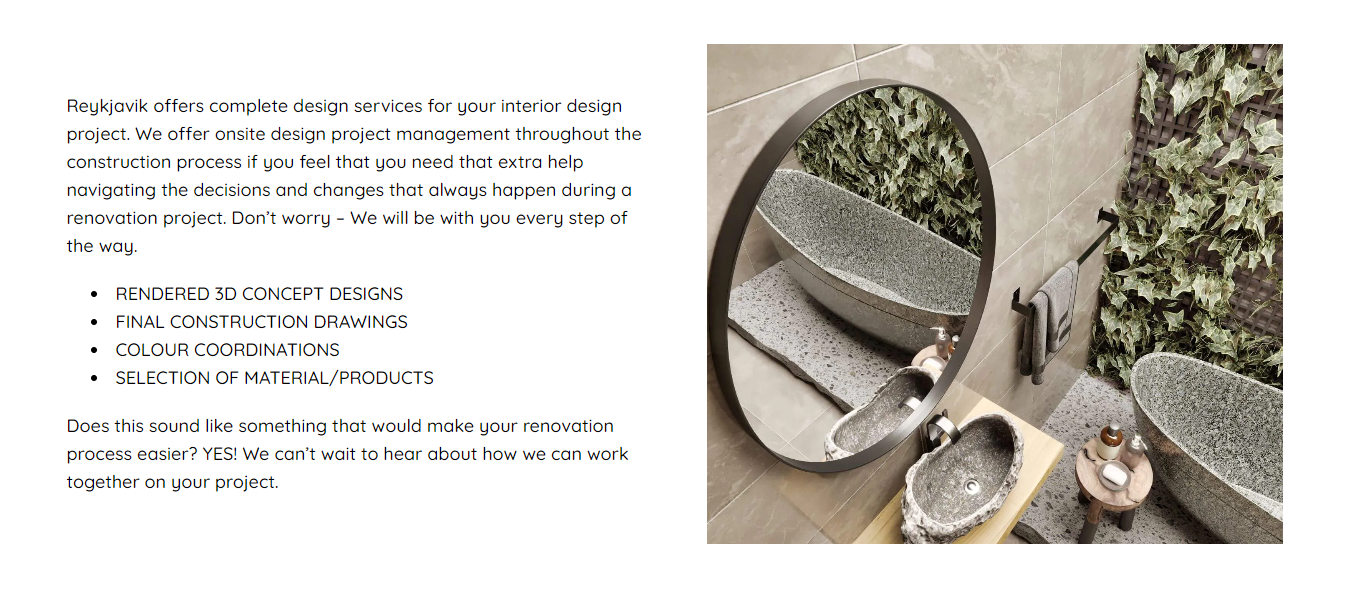 Reykjavik offers complete design services for your interior design
project. We offer onsite design project management throughout the
construction process if you feel that you need that extra help
navigating the decisions and changes that always happen during a
renovation project. Don’t worry – We will be with you every step of
the way.
• RENDERED 3D CONCEPT DESIGNS
• FINAL CONSTRUCTION DRAWINGS
• COLOUR COORDINATIONS
• SELECTION OF MATERIAL/PRODUCTS
Does this sound like something that would make your renovation
process easier? YES! We can’t wait to hear about how we can work
together on your project.